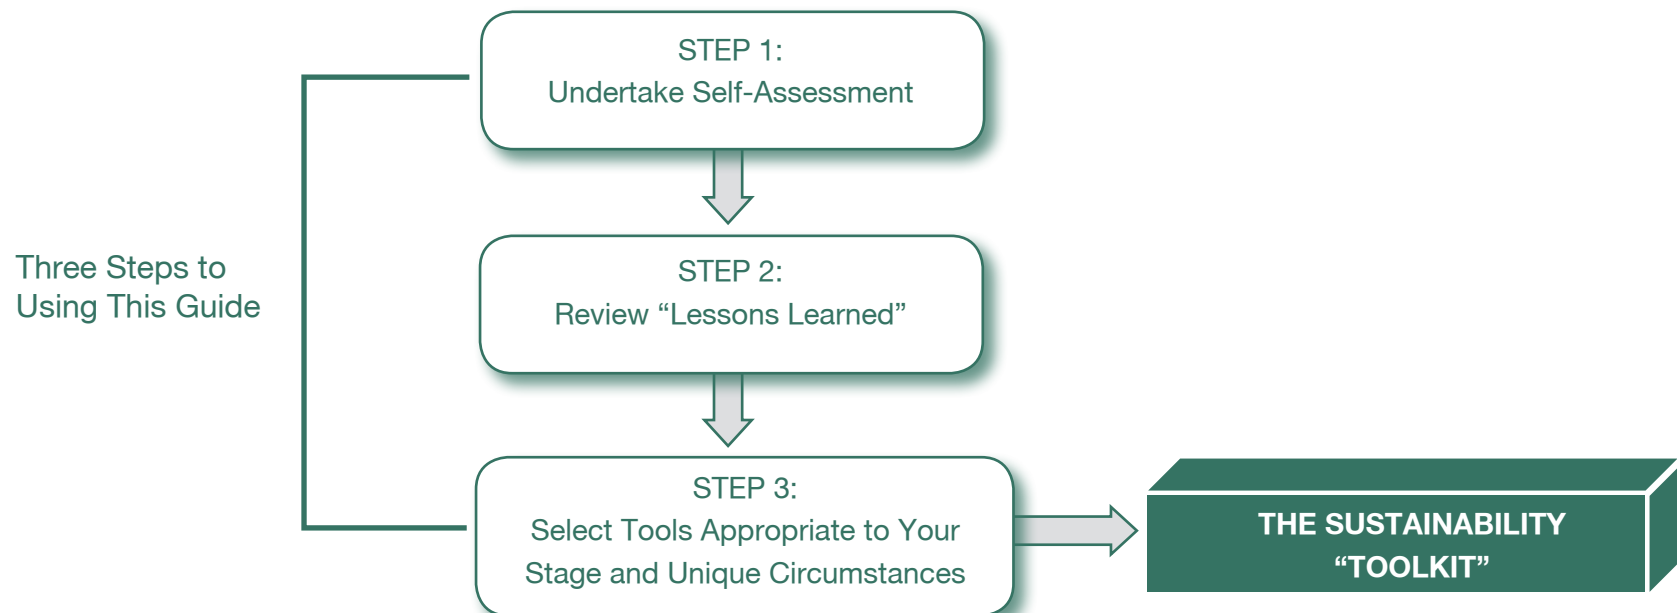 STEP 1:
Undertake Self-Assessment
Three Steps to
Using This Guide
STEP 2:
Review “Lessons Learned”
STEP 3:
Select Tools Appropriate to Your
Stage and Unique Circumstances
THE SUSTAINABILITY
“TOOLKIT”